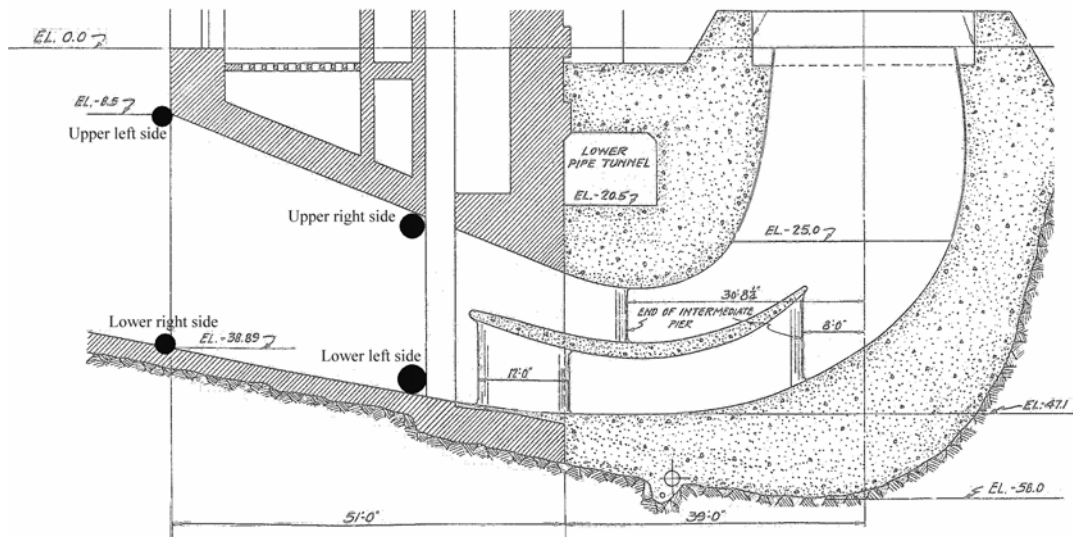 EL. 0.0
EL.-8.5
Upper left side
LOWER
PIPE TUNNEL
EL.-20.5
Upper right side
EL.-25.0
30'-8½"
END OF INTERMEDIATE
PIER
8'-0"
Lower right side
EL.-38.89
Lower left side
12'-0"
EL.-47.1
EL.-58.0
51'-0"
39'-0"